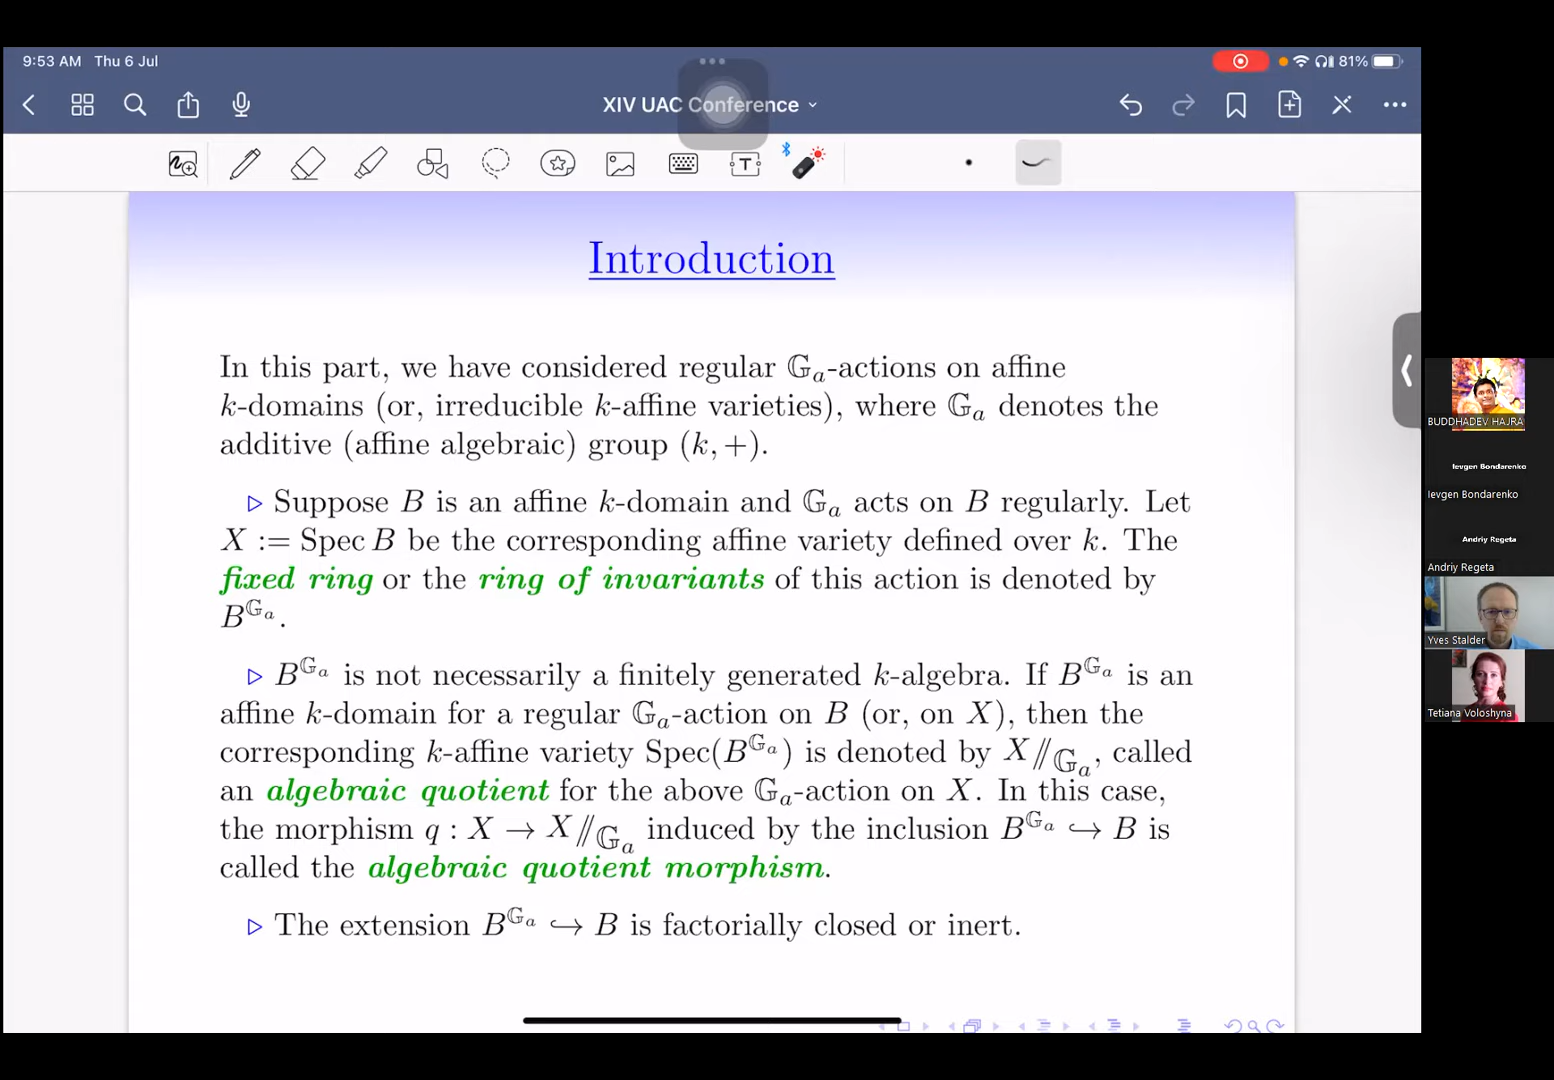 9:53 AM Thu 6 Jul
81%
XIV UAC Conference
T
Introduction
In this part, we have considered regular 𝔾ₐ-actions on affine
k-domains (or, irreducible k-affine varieties), where 𝔾ₐ denotes the
additive (affine algebraic) group (k, +).
▷ Suppose B is an affine k-domain and 𝔾ₐ acts on B regularly. Let
X := Spec B be the corresponding affine variety defined over k. The
fixed ring or the ring of invariants of this action is denoted by
B^{𝔾ₐ}.
▷ B^{𝔾ₐ} is not necessarily a finitely generated k-algebra. If B^{𝔾ₐ} is an
affine k-domain for a regular 𝔾ₐ-action on B (or, on X), then the
corresponding k-affine variety Spec(B^{𝔾ₐ}) is denoted by X//𝔾ₐ, called
an algebraic quotient for the above 𝔾ₐ-action on X. In this case,
the morphism q : X → X//𝔾ₐ induced by the inclusion B^{𝔾ₐ} ↪ B is
called the algebraic quotient morphism.
▷ The extension B^{𝔾ₐ} ↪ B is factorially closed or inert.
BUDDHADEV HAJRA
Ievgen Bondarenko
Ievgen Bondarenko
Andriy Regeta
Andriy Regeta
Yves Stalder
Tetiana Voloshyna